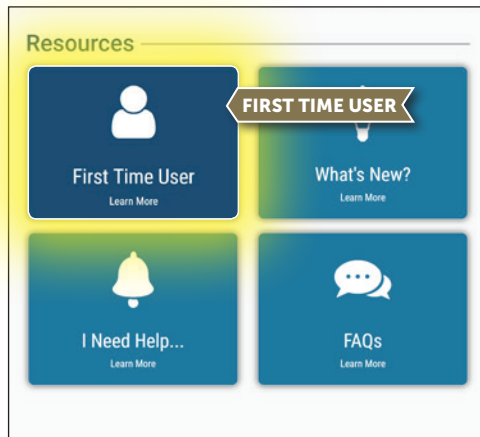 Resources
FIRST TIME USER
First Time User
Learn More
What's New?
Learn More
I Need Help...
Learn More
FAQs
Learn More